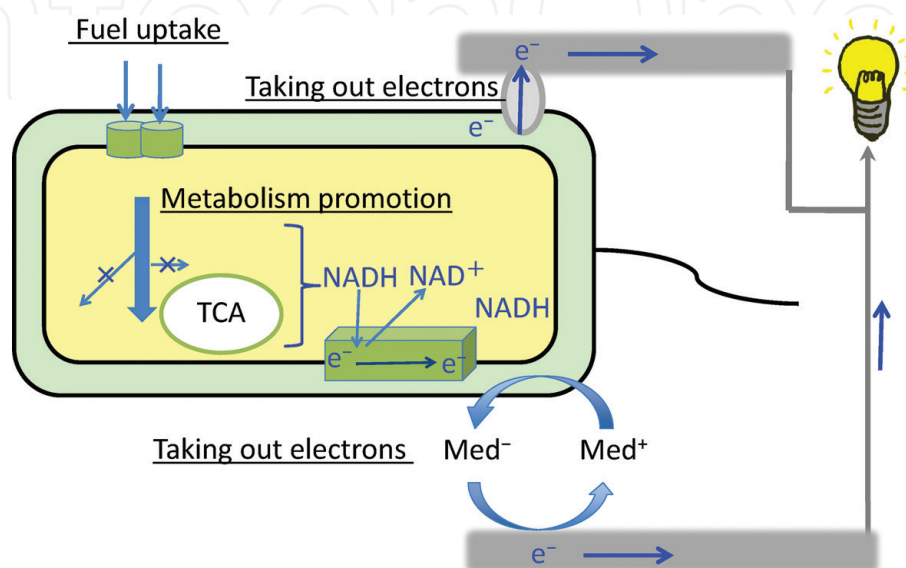 Fuel uptake
e⁻
Taking out electrons
e⁻
Metabolism promotion
NADH NAD⁺
TCA
NADH
e⁻ e⁻
Taking out electrons Med⁻ Med⁺
e⁻